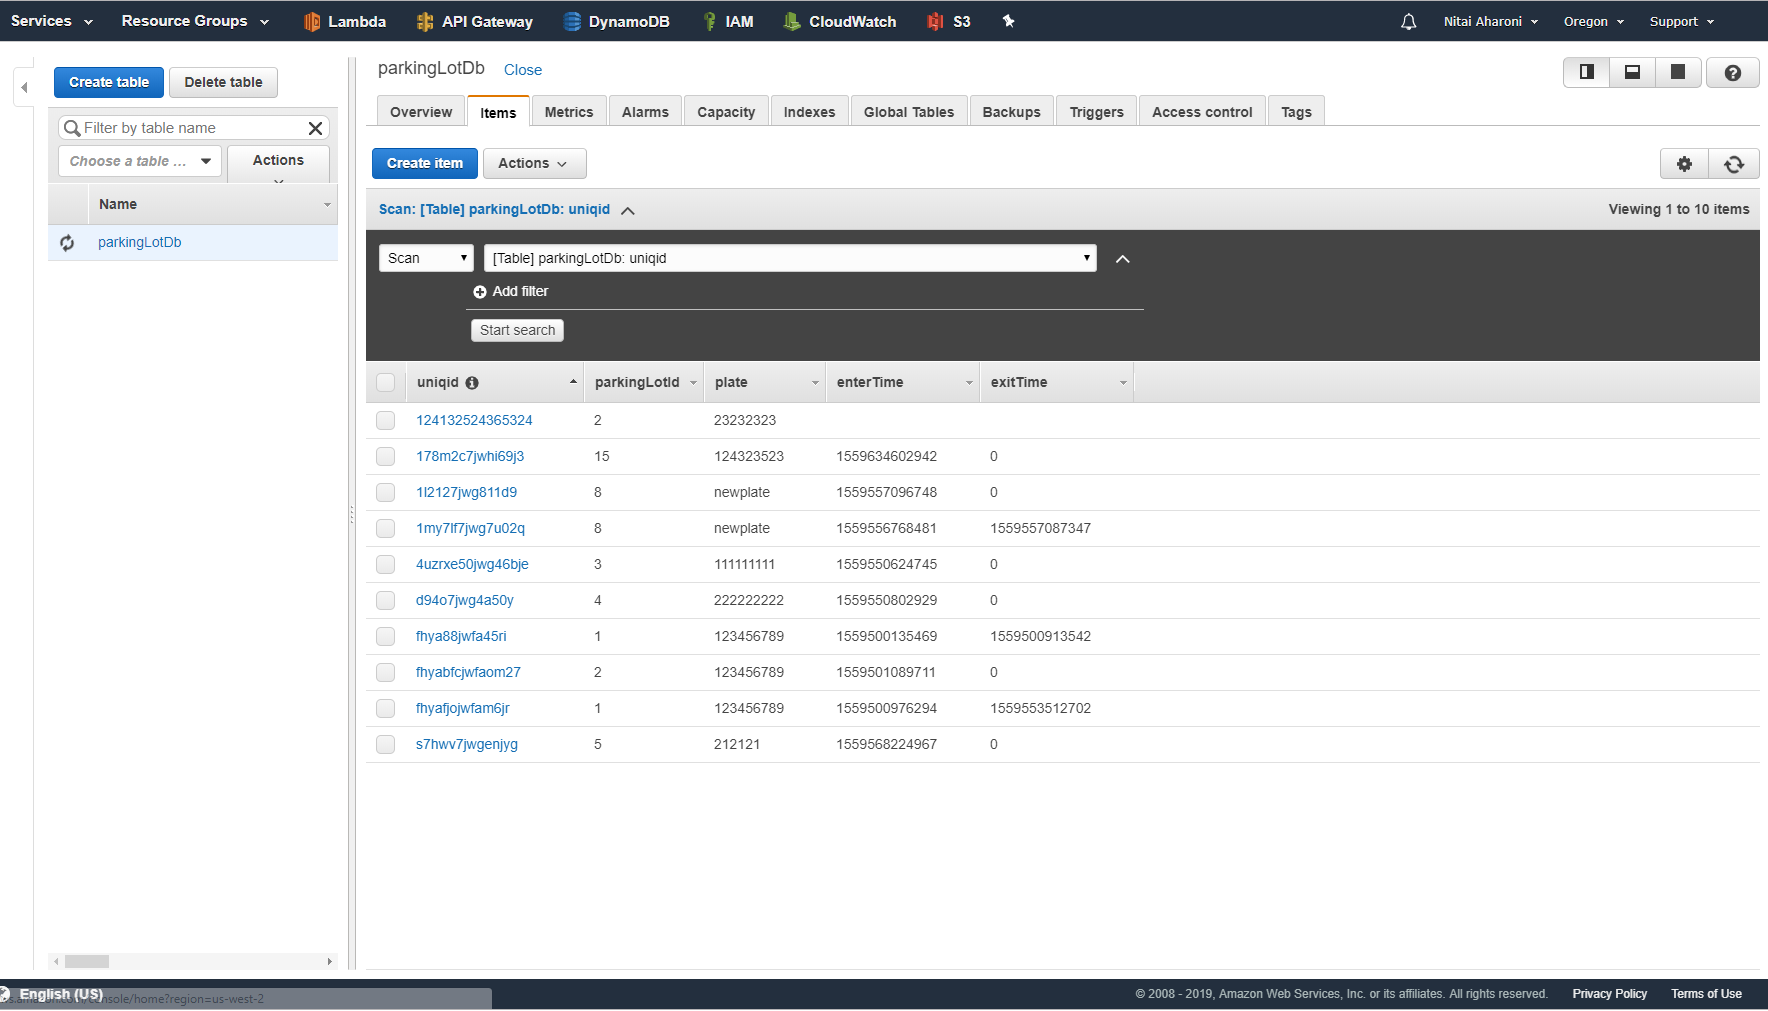 Services Resource Groups Lambda API Gateway DynamoDB IAM CloudWatch S3 Nitai Aharoni Oregon Support
Create table Delete table
Filter by table name
Choose a table ... Actions
Name
parkingLotDb
parkingLotDb Close
Overview Items Metrics Alarms Capacity Indexes Global Tables Backups Triggers Access control Tags
Create item Actions
Scan: [Table] parkingLotDb: uniqid Viewing 1 to 10 items
Scan [Table] parkingLotDb: uniqid
Add filter
Start search
uniqid parkingLotId plate enterTime exitTime
124132524365324 2 23232323
178m2c7jwhi69j3 15 124323523 1559634602942 0
1l2127jwg811d9 8 newplate 1559557096748 0
1my7lf7jwg7u02q 8 newplate 1559556768481 1559557087347
4uzrxe50jwg46bje 3 111111111 1559550624745 0
d94o7jwg4a50y 4 222222222 1559550802929 0
fhya88jwfa45ri 1 123456789 1559500135469 1559500913542
fhyabfcjwfaom27 2 123456789 1559501089711 0
fhyafjojwfam6jr 1 123456789 1559500976294 1559553512702
s7hwv7jwgenjyg 5 212121 1559568224967 0
English (US) © 2008 - 2019, Amazon Web Services, Inc. or its affiliates. All rights reserved. Privacy Policy Terms of Use
/console/home?region=us-west-2